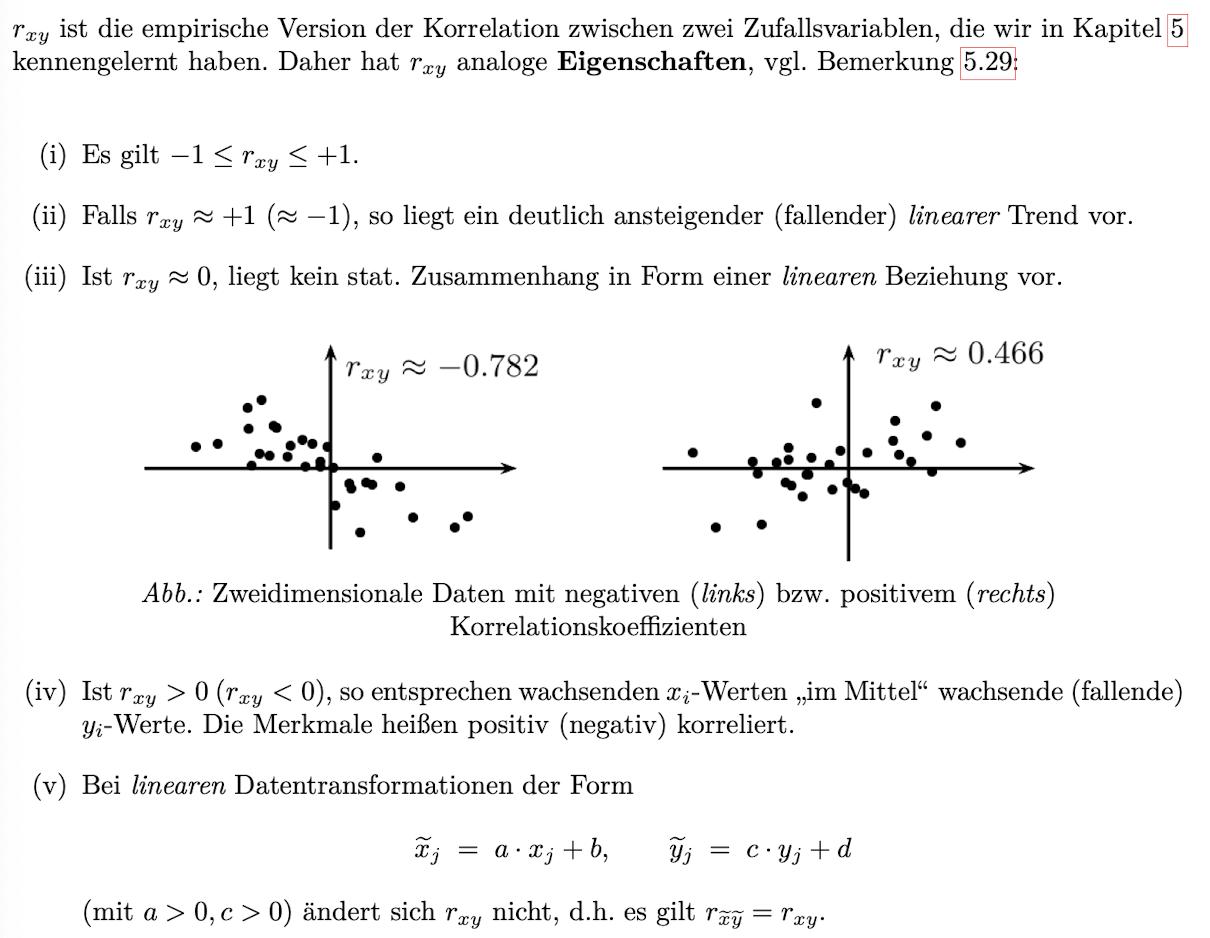 r_{xy} ist die empirische Version der Korrelation zwischen zwei Zufallsvariablen, die wir in Kapitel 5
kennengelernt haben. Daher hat r_{xy} analoge Eigenschaften, vgl. Bemerkung 5.29:
(i) Es gilt −1 ≤ r_{xy} ≤ +1.
(ii) Falls r_{xy} ≈ +1 (≈ −1), so liegt ein deutlich ansteigender (fallender) linearer Trend vor.
(iii) Ist r_{xy} ≈ 0, liegt kein stat. Zusammenhang in Form einer linearen Beziehung vor.
r_{xy} ≈ −0.782
r_{xy} ≈ 0.466
Abb.: Zweidimensionale Daten mit negativen (links) bzw. positivem (rechts)
Korrelationskoeffizienten
(iv) Ist r_{xy} > 0 (r_{xy} < 0), so entsprechen wachsenden x_i-Werten „im Mittel“ wachsende (fallende)
y_i-Werte. Die Merkmale heißen positiv (negativ) korreliert.
(v) Bei linearen Datentransformationen der Form
x̃_j = a · x_j + b, ỹ_j = c · y_j + d
(mit a > 0, c > 0) ändert sich r_{xy} nicht, d.h. es gilt r_{x̃ỹ} = r_{xy}.